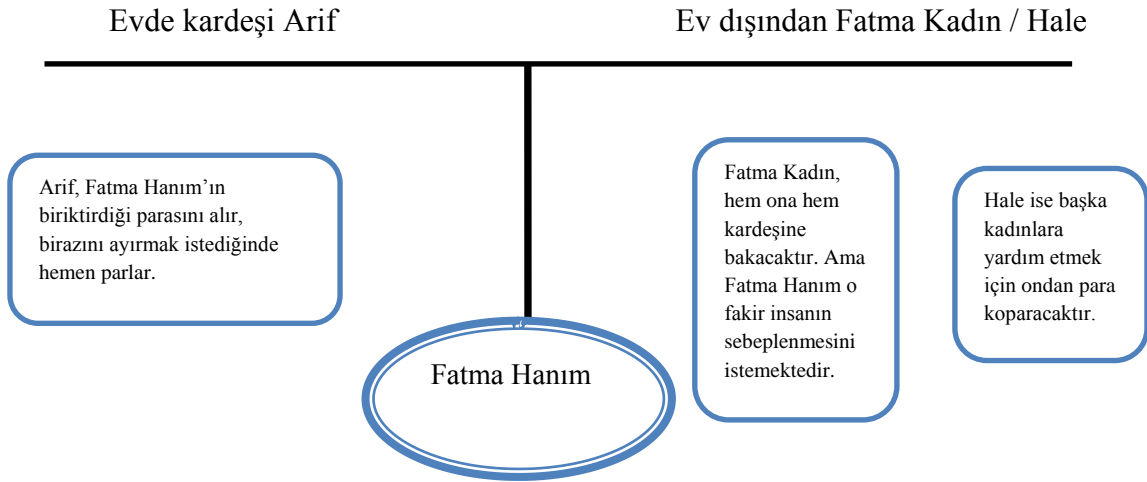 Evde kardeşi Arif
Ev dışından Fatma Kadın / Hale
Arif, Fatma Hanım’ın
biriktirdiği parasını alır,
birazını ayırmak istediğinde
hemen parlar.
Fatma Kadın,
hem ona hem
kardeşine
bakacaktır. Ama
Fatma Hanım o
fakir insanın
sebeplenmesini
istemektedir.
Hale ise başka
kadınlara
yardım etmek
için ondan para
koparacaktır.
Fatma Hanım